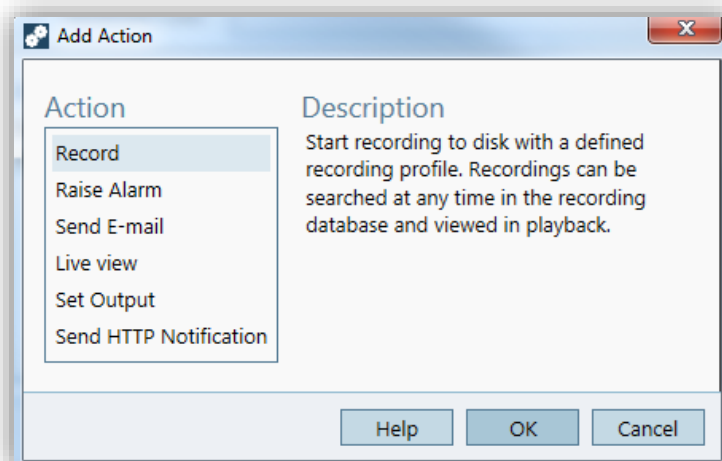 Add Action
Action
Record
Raise Alarm
Send E-mail
Live view
Set Output
Send HTTP Notification
Description
Start recording to disk with a defined
recording profile. Recordings can be
searched at any time in the recording
database and viewed in playback.
Help
OK
Cancel